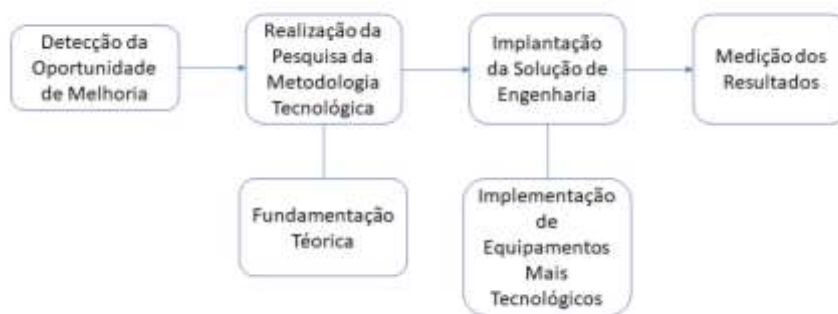 Detecção da
Oportunidade
de Melhoria
Realização da
Pesquisa da
Metodologia
Tecnológica
Implantação
da Solução de
Engenharia
Medição dos
Resultados
Fundamentação
Téorica
Implementação
de
Equipamentos
Mais
Tecnológicos